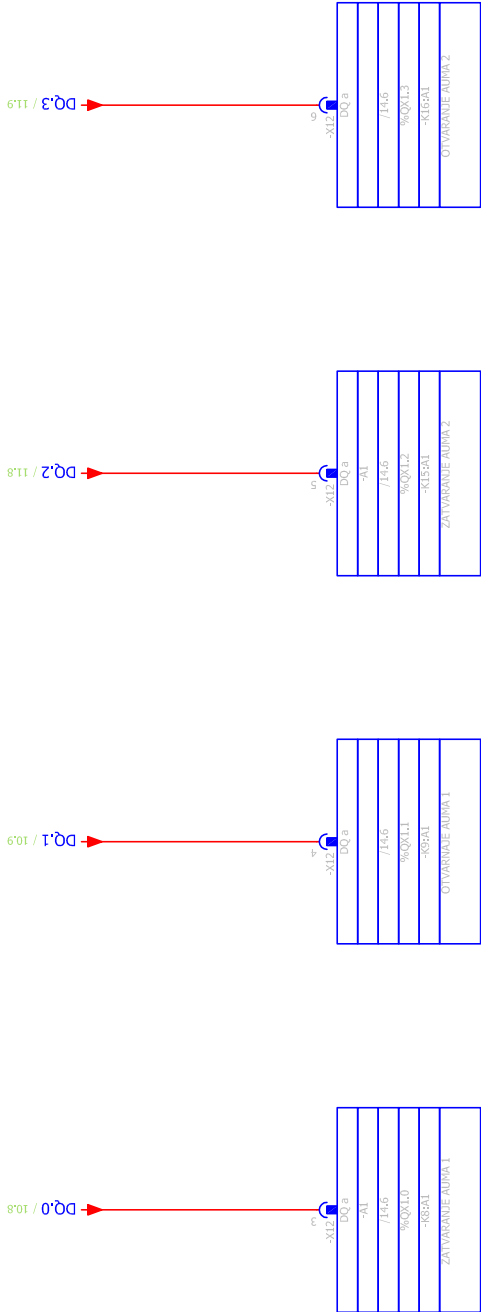 DQ.3 / 11.9
6
-X12
DQ a
/14.6
%QX1.3
-K16:A1
OTVARANJE AUMA 2
DQ.2 / 11.8
5
-X12
DQ a
-A1
/14.6
%QX1.2
-K15:A1
ZATVARANJE AUMA 2
DQ.1 / 10.9
4
-X12
DQ a
/14.6
%QX1.1
-K9:A1
OTVARNAJE AUMA 1
DQ.0 / 10.8
3
-X12
DQ a
-A1
/14.6
%QX1.0
-K8:A1
ZATVARANJE AUMA 1